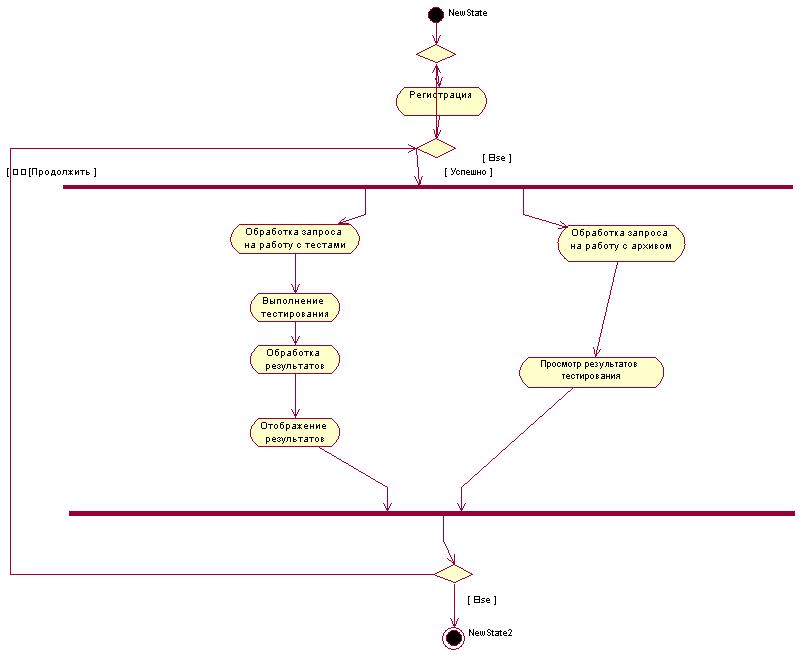 NewState
Регистрация
[ Else ]
[ Продолжить ]
[ Успешно ]
Обработка запроса
на работу с тестами
Обработка запроса
на работу с архивом
Выполнение
тестирования
Обработка
результатов
Просмотр результатов
тестирования
Отображение
результатов
[ Else ]
NewState2